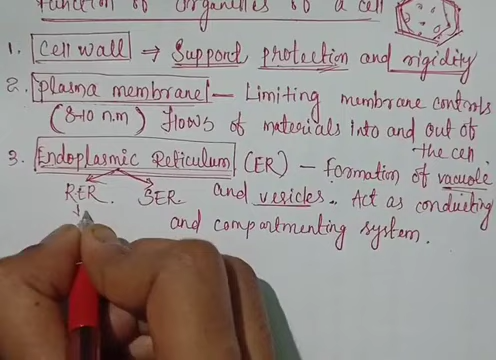 Function of Organelles of a cell
1. Cell wall → Support protection and rigidity
2. Plasma membrane – Limiting membrane controls
(8-10 n.m) flows of materials into and out of
the cell
3. Endoplasmic Reticulum (ER) – formation of vacuole
RER. SER. and vesicles. Act as conducting
and compartmenting system.